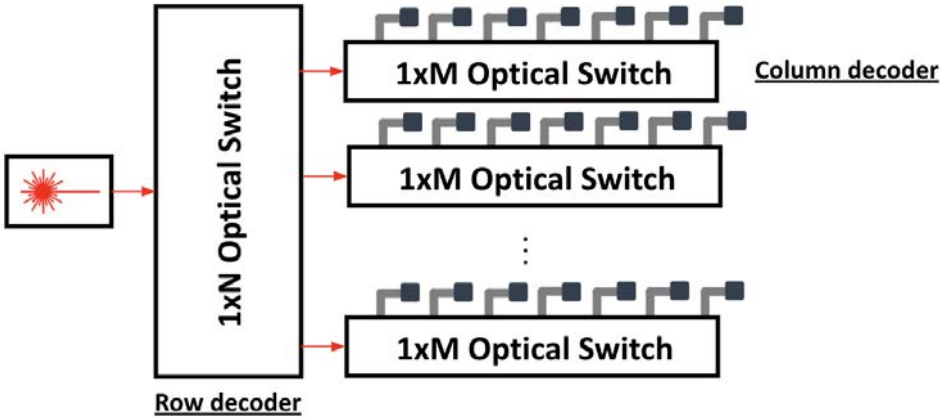 1xM Optical Switch
Column decoder
1xN Optical Switch
1xM Optical Switch
1xM Optical Switch
Row decoder